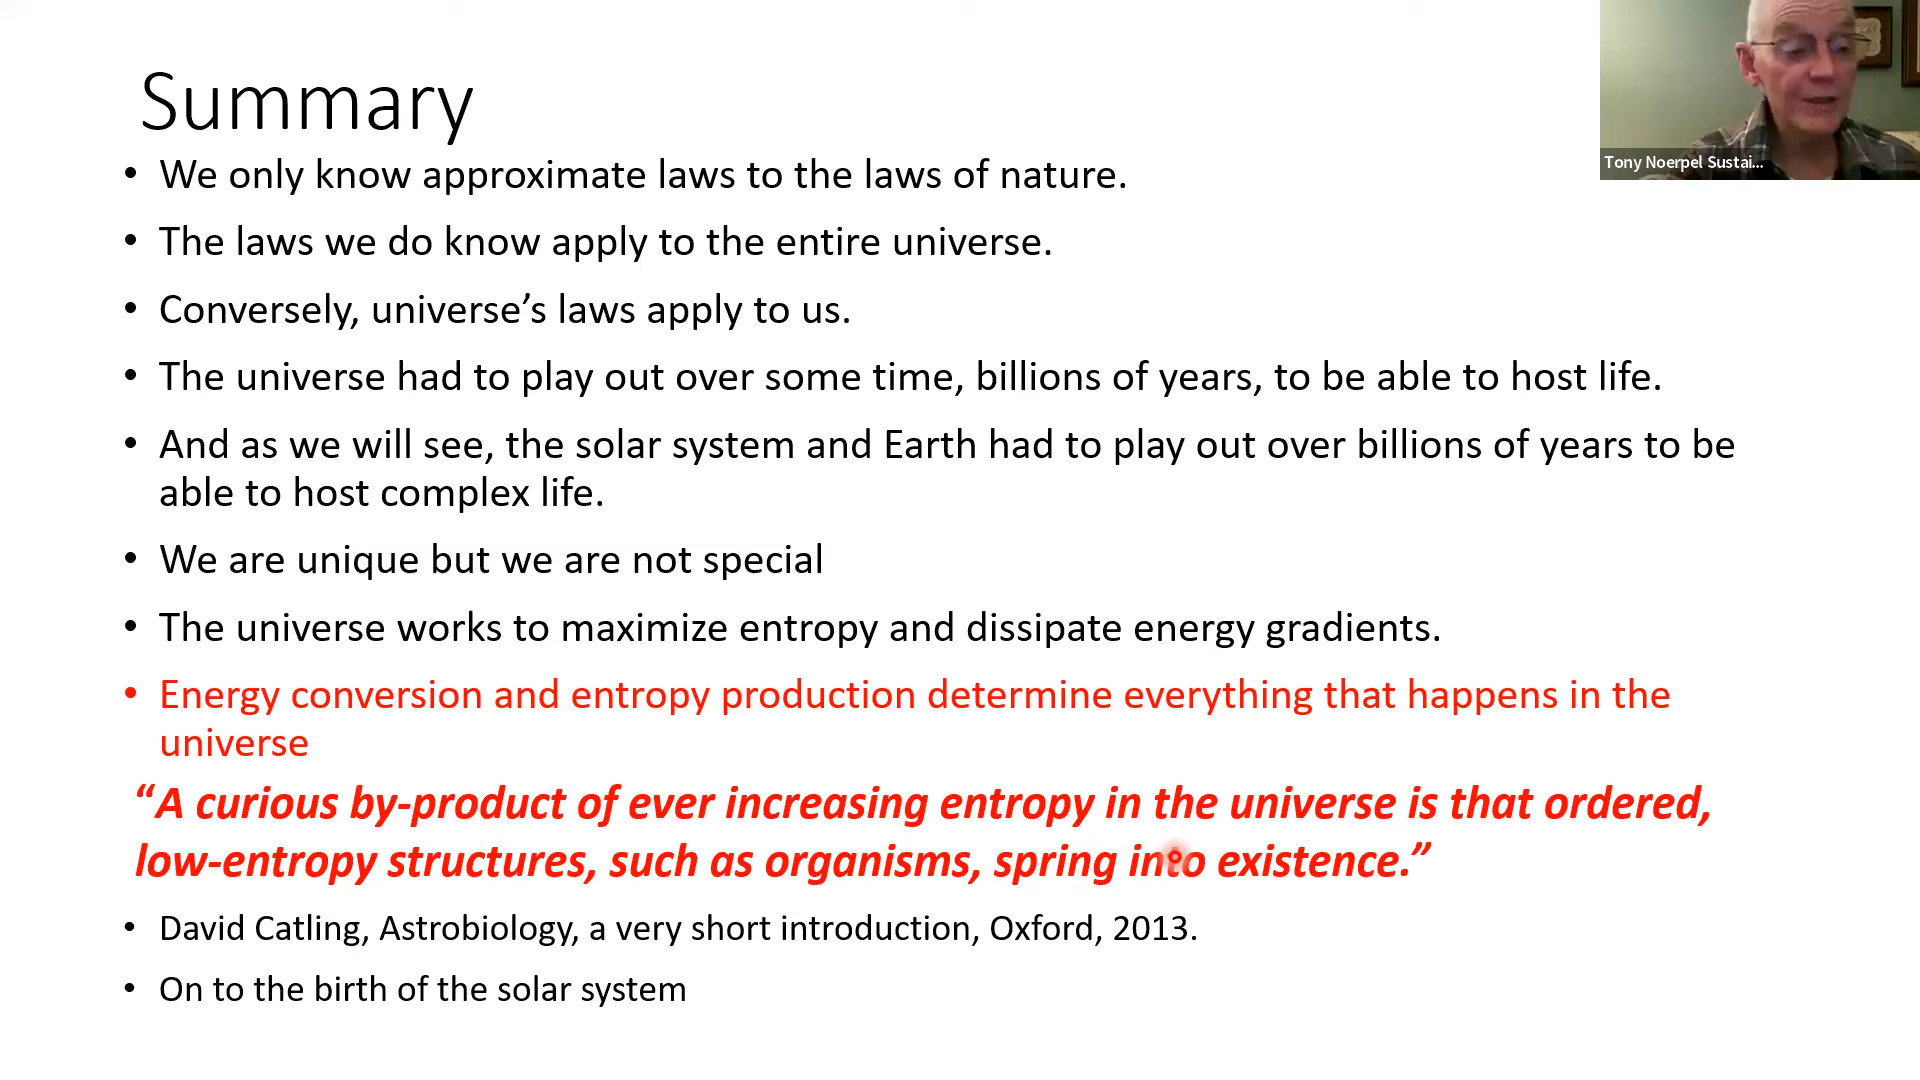 Summary
• We only know approximate laws to the laws of nature.
• The laws we do know apply to the entire universe.
• Conversely, universe’s laws apply to us.
• The universe had to play out over some time, billions of years, to be able to host life.
• And as we will see, the solar system and Earth had to play out over billions of years to be
able to host complex life.
• We are unique but we are not special
• The universe works to maximize entropy and dissipate energy gradients.
• Energy conversion and entropy production determine everything that happens in the
universe
“A curious by-product of ever increasing entropy in the universe is that ordered,
low-entropy structures, such as organisms, spring into existence.”
• David Catling, Astrobiology, a very short introduction, Oxford, 2013.
• On to the birth of the solar system
Tony Noerpel Sustai...